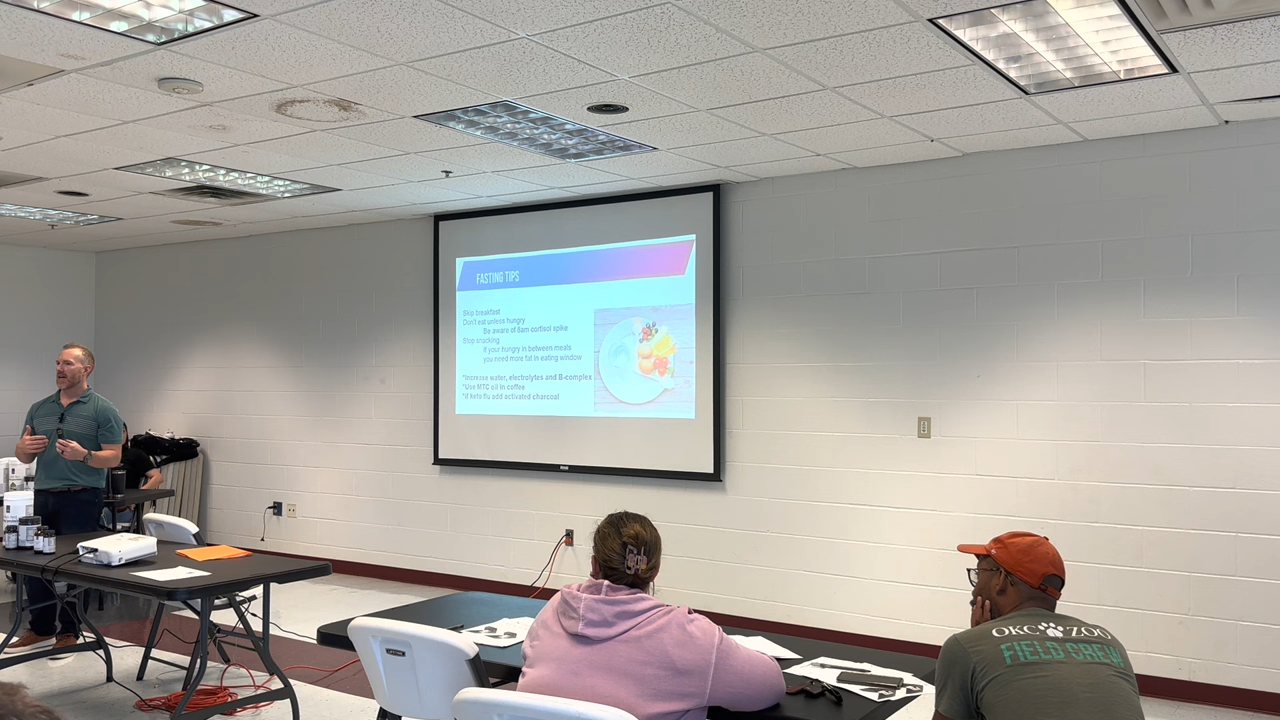 FASTING TIPS
Skip breakfast
Don't eat unless hungry
Be aware of 8am cortisol spike
Stop snacking
If your hungry in between meals
you need more fat in eating window
*Increase water, electrolytes and B-complex
*Use MTC oil in coffee
*If keto flu add activated charcoal
OKC ZOO
FIELD CREW
LIFETIME